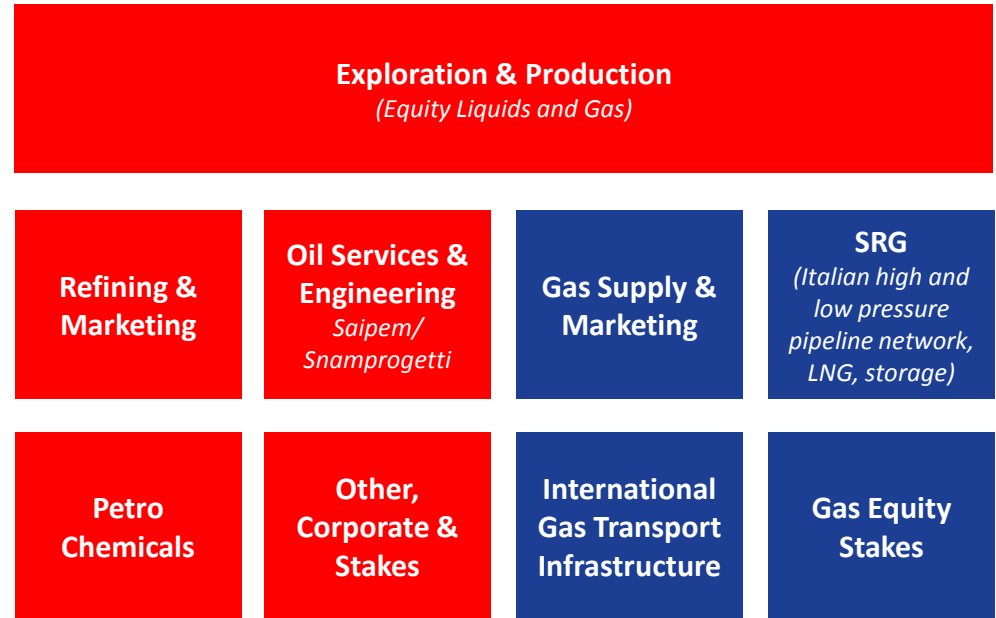 Exploration & Production
(Equity Liquids and Gas)
Refining &
Marketing
Oil Services &
Engineering
Saipem/
Snamprogetti
Gas Supply &
Marketing
SRG
(Italian high and
low pressure
pipeline network,
LNG, storage)
Petro
Chemicals
Other,
Corporate &
Stakes
International
Gas Transport
Infrastructure
Gas Equity
Stakes